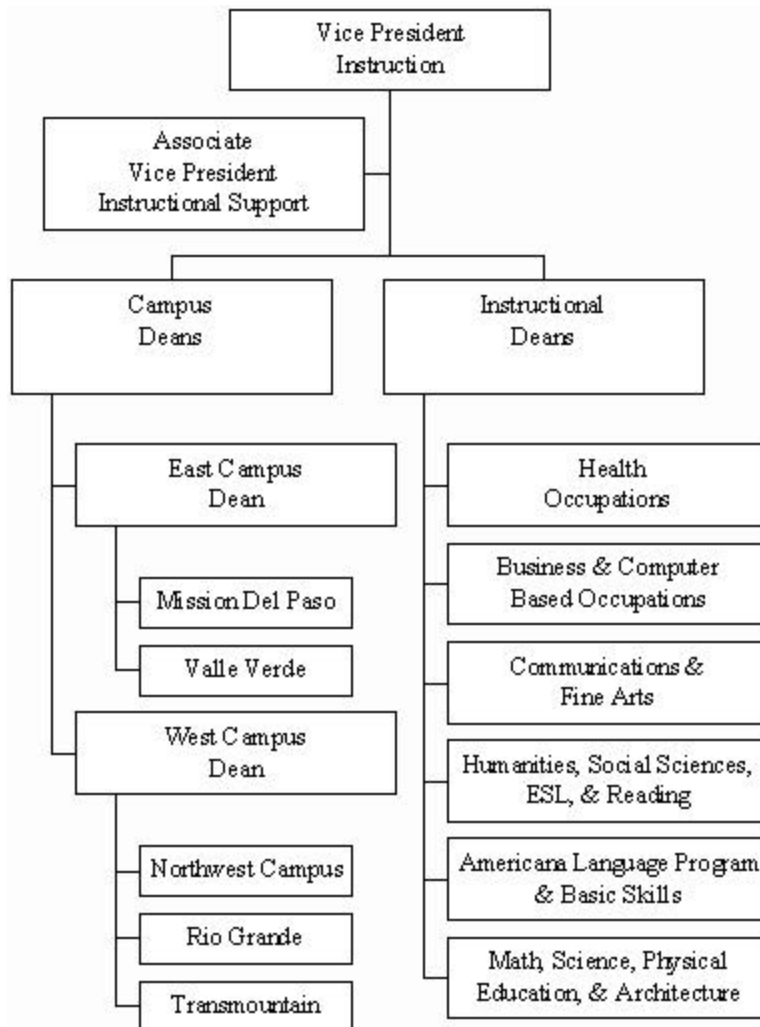 Vice President
Instruction
Associate
Vice President
Instructional Support
Campus
Deans
Instructional
Deans
East Campus
Dean
Mission Del Paso
Valle Verde
West Campus
Dean
Northwest Campus
Rio Grande
Transmountain
Health
Occupations
Business & Computer
Based Occupations
Communications &
Fine Arts
Humanities, Social Sciences,
ESL, & Reading
Americana Language Program
& Basic Skills
Math, Science, Physical
Education, & Architecture